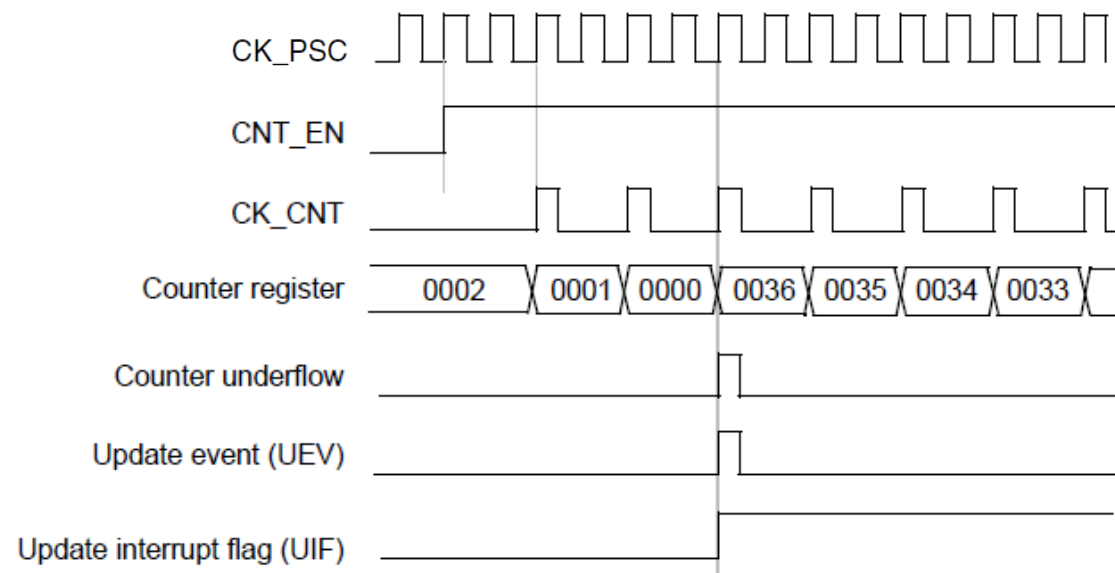 CK_PSC
CNT_EN
CK_CNT
Counter register 0002 0001 0000 0036 0035 0034 0033
Counter underflow
Update event (UEV)
Update interrupt flag (UIF)